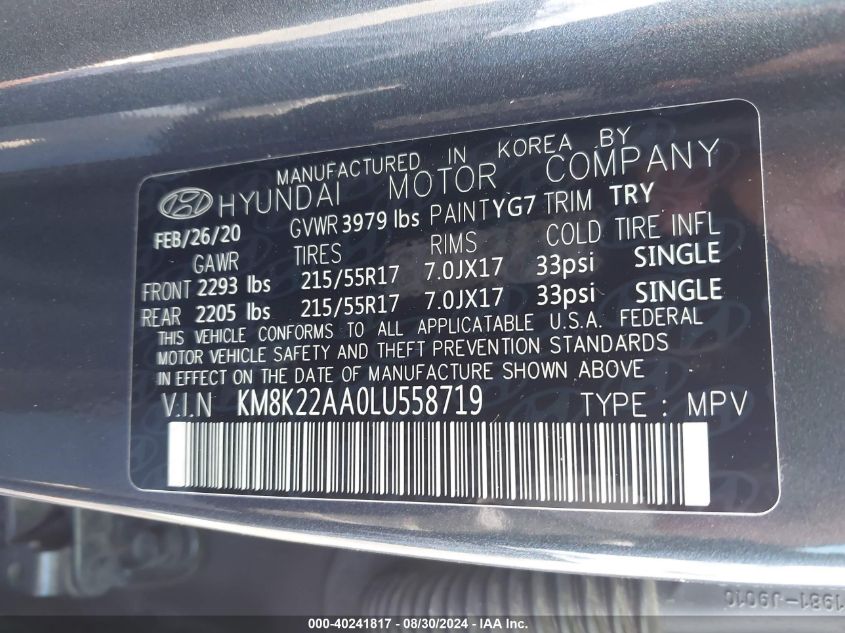 MANUFACTURED IN KOREA BY
HYUNDAI MOTOR COMPANY
FEB/26/20 GVWR 3979 lbs PAINT YG7 TRIM TRY
GAWR TIRES RIMS COLD TIRE INFL
FRONT 2293 lbs 215/55R17 7.0JX17 33psi SINGLE
REAR 2205 lbs 215/55R17 7.0JX17 33psi SINGLE
THIS VEHICLE CONFORMS TO ALL APPLICATABLE U.S.A. FEDERAL
MOTOR VEHICLE SAFETY AND THEFT PREVENTION STANDARDS
IN EFFECT ON THE DATE OF MANUFACTURE SHOWN ABOVE
V.I.N KM8K22AA0LU558719 TYPE : MPV
1981-J9010
000-40241817 - 08/30/2024 - IAA Inc.